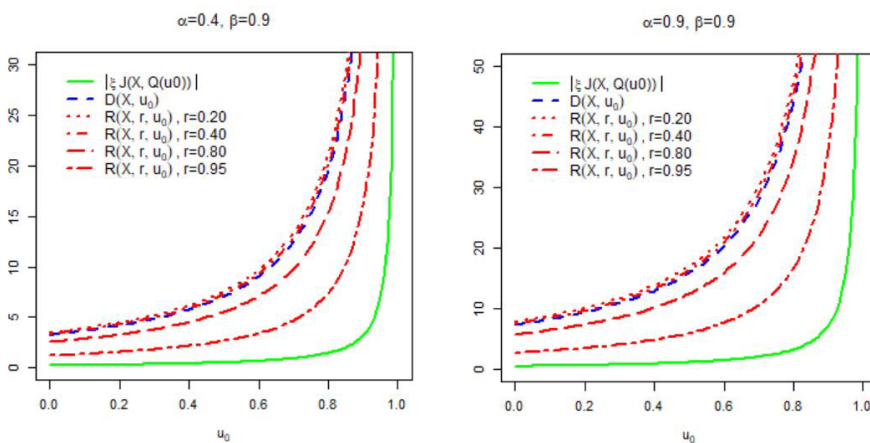 α=0.4, β=0.9
|ξJ(X, Q(u0))|
D(X, u₀)
R(X, r, u₀) , r=0.20
R(X, r, u₀) , r=0.40
R(X, r, u₀) , r=0.80
R(X, r, u₀) , r=0.95
30
25
20
15
10
5
0
0.0 0.2 0.4 0.6 0.8 1.0
u₀
α=0.9, β=0.9
|ξJ(X, Q(u0))|
D(X, u₀)
R(X, r, u₀) , r=0.20
R(X, r, u₀) , r=0.40
R(X, r, u₀) , r=0.80
R(X, r, u₀) , r=0.95
50
40
30
20
10
0
0.0 0.2 0.4 0.6 0.8 1.0
u₀